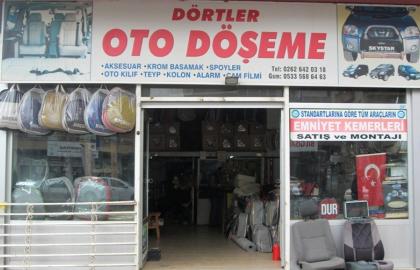 DÖRTLER
OTO DÖŞEME
• AKSESUAR • KROM BASAMAK • SPOYLER
• OTO KILIF • TEYP • KOLON • ALARM • CAM FİLMİ
Tel: 0262 642 03 18
Gsm: 0533 568 64 63
SKYSTAR
STANDARTLARINA GÖRE TÜM ARAÇLARIN
EMNİYET KEMERLERİ
SATIŞ ve MONTAJI
DUR